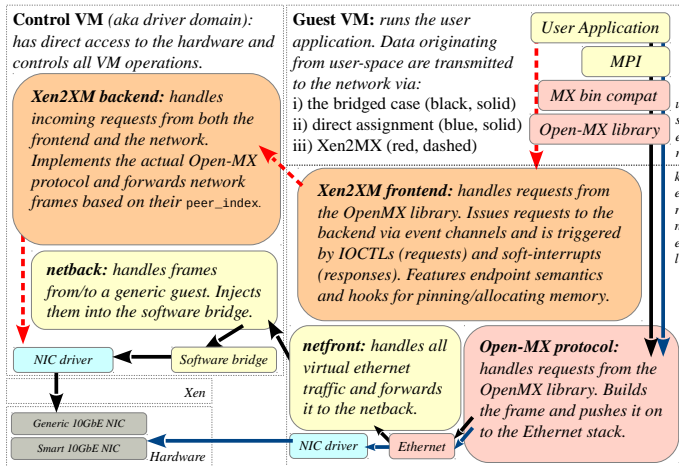 Control VM (aka driver domain):
has direct access to the hardware and
controls all VM operations.
Xen2XM backend: handles
incoming requests from both the
frontend and the network.
Implements the actual Open-MX
protocol and forwards network
frames based on their peer_index.
netback: handles frames
from/to a generic guest. Injects
them into the software bridge.
NIC driver
Software bridge
Xen
Generic 10GbE NIC
Smart 10GbE NIC
Hardware
Guest VM: runs the user
application. Data originating
from user-space are transmitted
to the network via:
i) the bridged case (black, solid)
ii) direct assignment (blue, solid)
iii) Xen2MX (red, dashed)
User Application
MPI
MX bin compat
Open-MX library
Xen2XM frontend: handles requests from
the OpenMX library. Issues requests to the
backend via event channels and is triggered
by IOCTLs (requests) and soft-interrupts
(responses). Features endpoint semantics
and hooks for pinning/allocating memory.
netfront: handles all
virtual ethernet
traffic and forwards
it to the netback.
Open-MX protocol:
handles requests from the
OpenMX library. Builds
the frame and pushes it on
to the Ethernet stack.
NIC driver
Ethernet
u
s
e
r
k
e
r
n
e
l